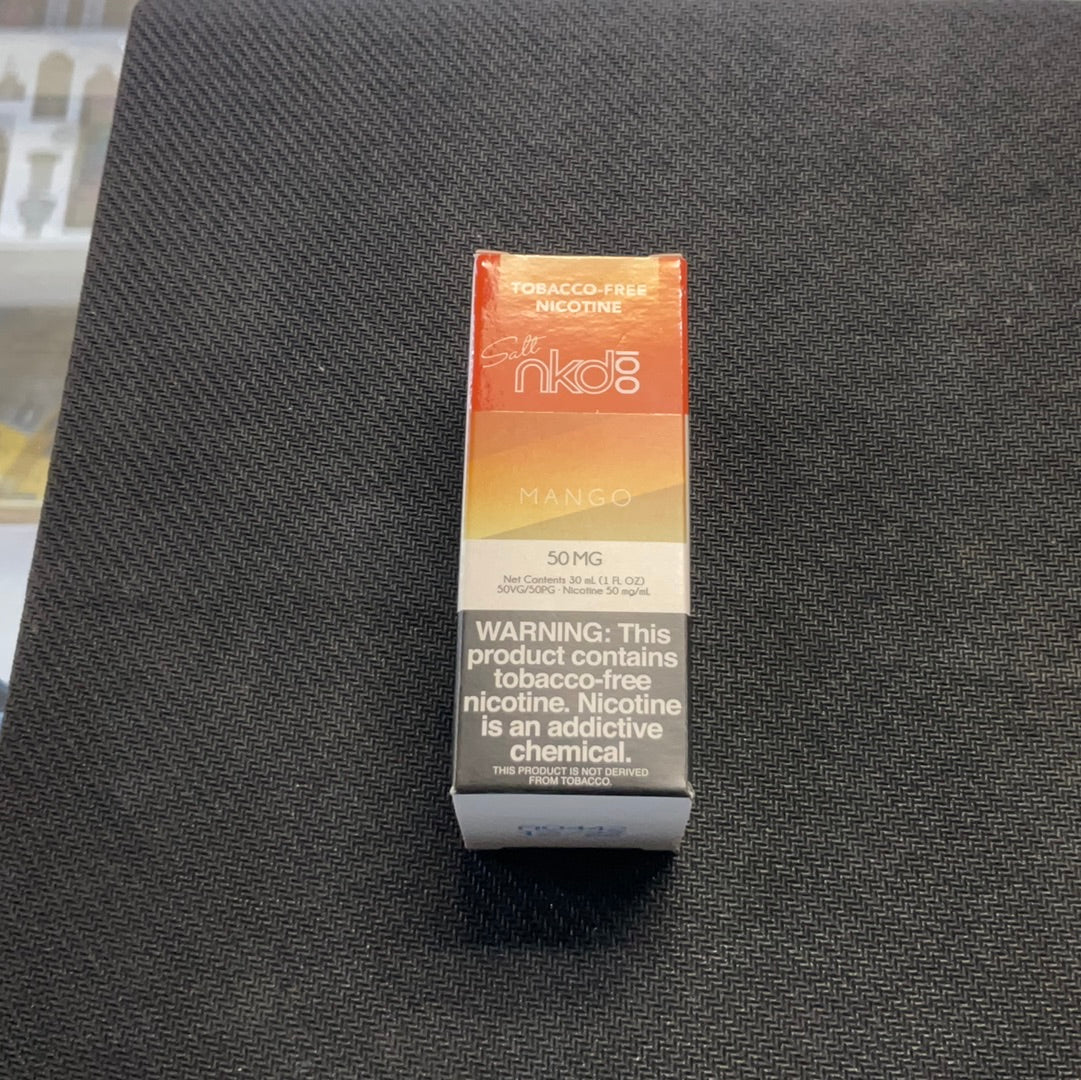 TOBACCO-FREE
NICOTINE
Salt
nkd100
MANGO
50 MG
Net Contents 30 mL (1 FL OZ)
50VG/50PG · Nicotine 50 mg/mL
WARNING: This
product contains
tobacco-free
nicotine. Nicotine
is an addictive
chemical.
THIS PRODUCT IS NOT DERIVED
FROM TOBACCO.